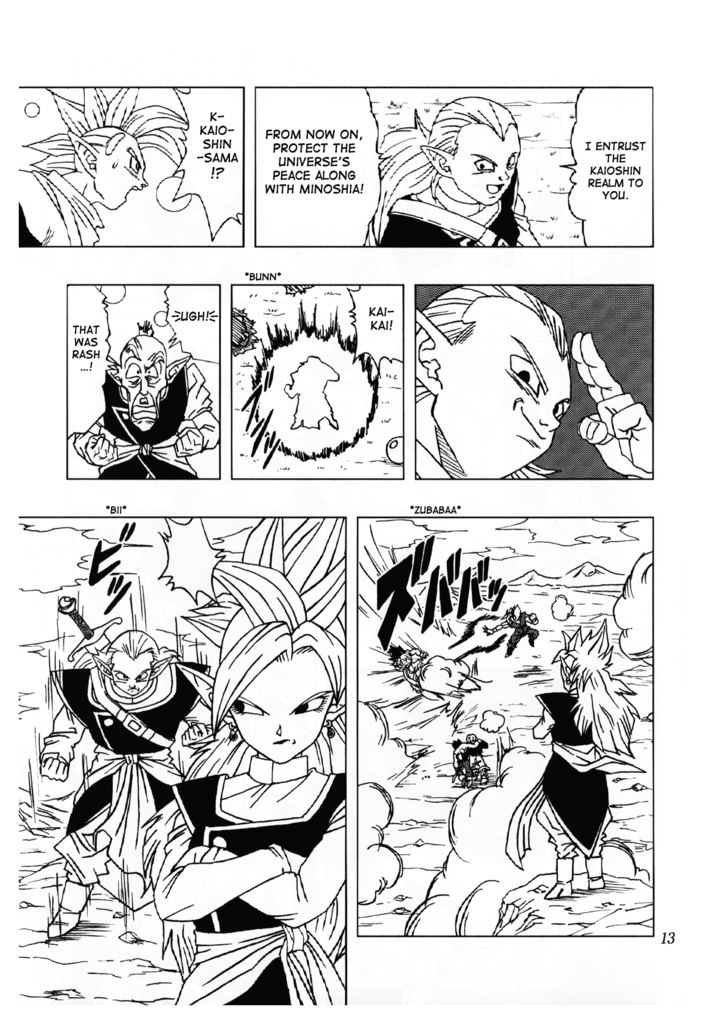 I ENTRUST
THE
KAIOSHIN
REALM TO
YOU.
FROM NOW ON,
PROTECT THE
UNIVERSE'S
PEACE ALONG
WITH MINOSHIA!
K-
KAIO-
SHIN
-SAMA
!?
*BUNN*
KAI-
KAI!
UGH!
THAT
WAS
RASH
...!
*ZUBABAA*
ズババッ
*BII*
ビッ
13